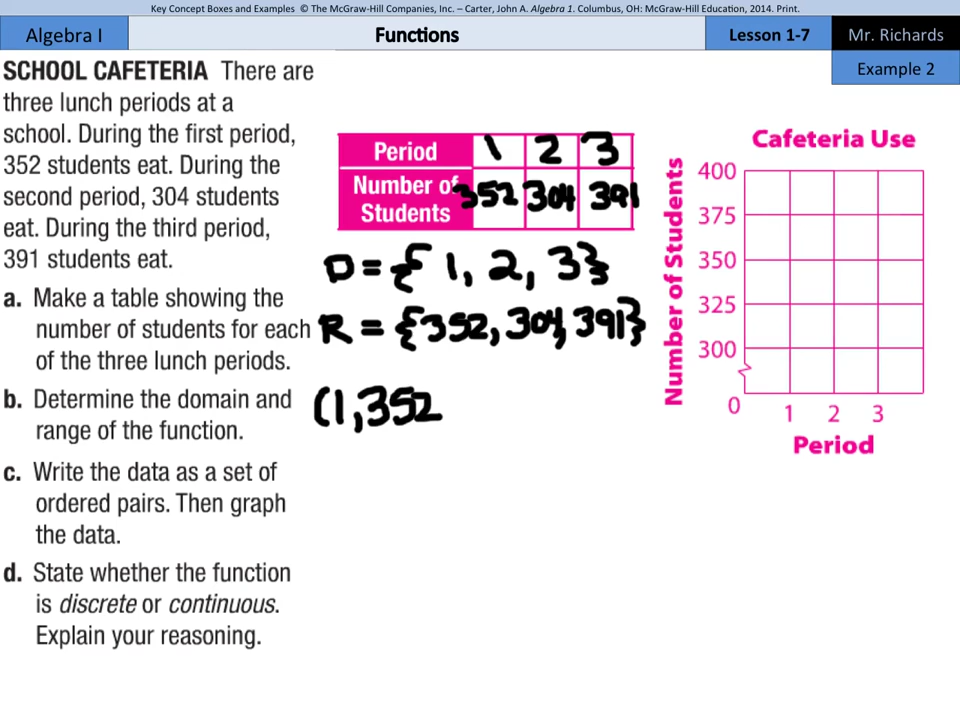 Key Concept Boxes and Examples © The McGraw-Hill Companies, Inc. – Carter, John A. Algebra 1. Columbus, OH: McGraw-Hill Education, 2014. Print.
Algebra I
Functions
Lesson 1-7
Mr. Richards
Example 2
SCHOOL CAFETERIA There are
three lunch periods at a
school. During the first period,
352 students eat. During the
second period, 304 students
eat. During the third period,
391 students eat.
a. Make a table showing the
number of students for each
of the three lunch periods.
b. Determine the domain and
range of the function.
c. Write the data as a set of
ordered pairs. Then graph
the data.
d. State whether the function
is discrete or continuous.
Explain your reasoning.
Period 1 2 3
Number of
Students 352 304 391
D = { 1, 2, 3}
R = {352, 304, 391}
(1,352
Cafeteria Use
Number of Students
400
375
350
325
300
0 1 2 3
Period